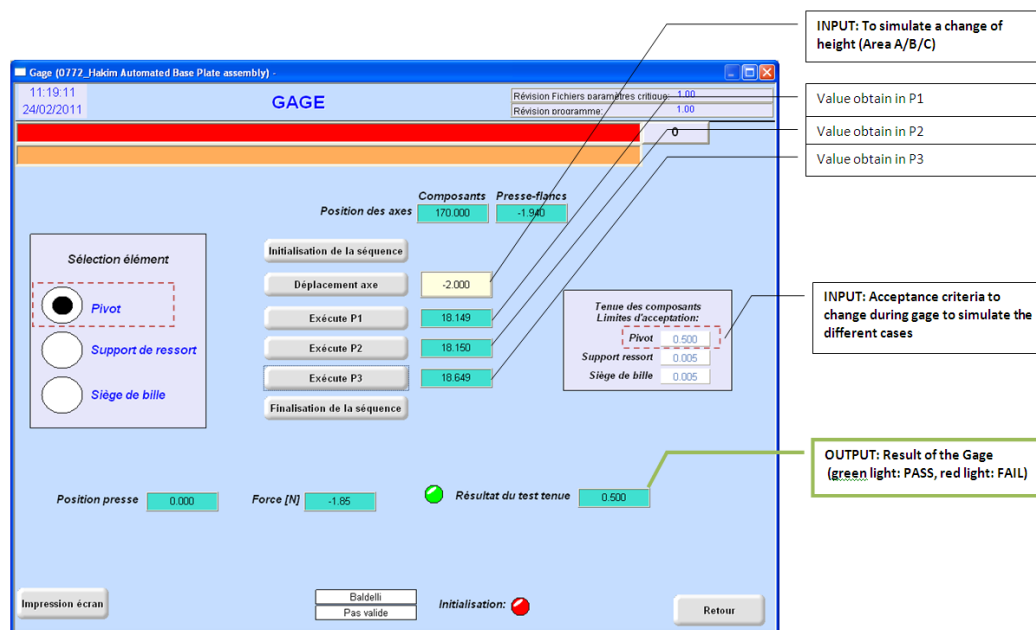 INPUT: To simulate a change of
height (Area A/B/C)
Gage (0772_Hakim Automated Base Plate assembly) -
11:19:11
24/02/2011
GAGE
Révision Fichiers paramètres critique: 1.00
Révision programme: 1.00
Value obtain in P1
Value obtain in P2
Value obtain in P3
0
Composants Presse-flancs
Position des axes 170.000 -1.940
Sélection élément
Pivot
Support de ressort
Siège de bille
Initialisation de la séquence
Déplacement axe -2.000
Exécute P1 18.149
Exécute P2 18.150
Exécute P3 18.649
Finalisation de la séquence
Tenue des composants
Limites d'acceptation:
Pivot 0.500
Support ressort 0.005
Siège de bille 0.005
INPUT: Acceptance criteria to
change during gage to simulate the
different cases
OUTPUT: Result of the Gage
(green light: PASS, red light: FAIL)
Position presse 0.000 Force [N] -1.85 Résultat du test tenue 0.500
Impression écran
Baldelli
Pas valide
Initialisation:
Retour